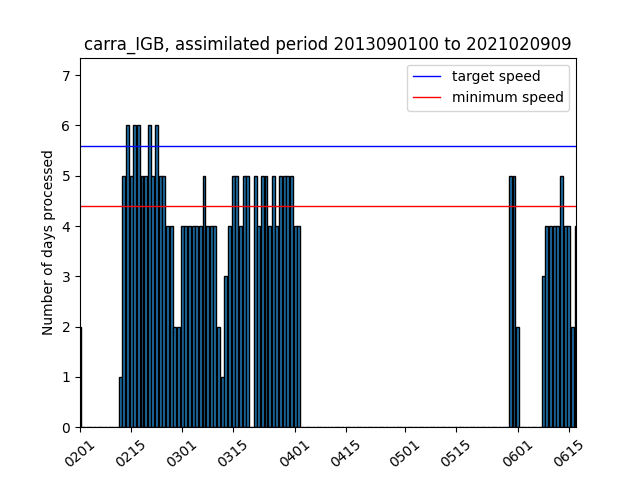 carra_IGB, assimilated period 2013090100 to 2021020909
target speed
minimum speed
Number of days processed
7
6
5
4
3
2
1
0
0201 0215 0301 0315 0401 0415 0501 0515 0601 0615